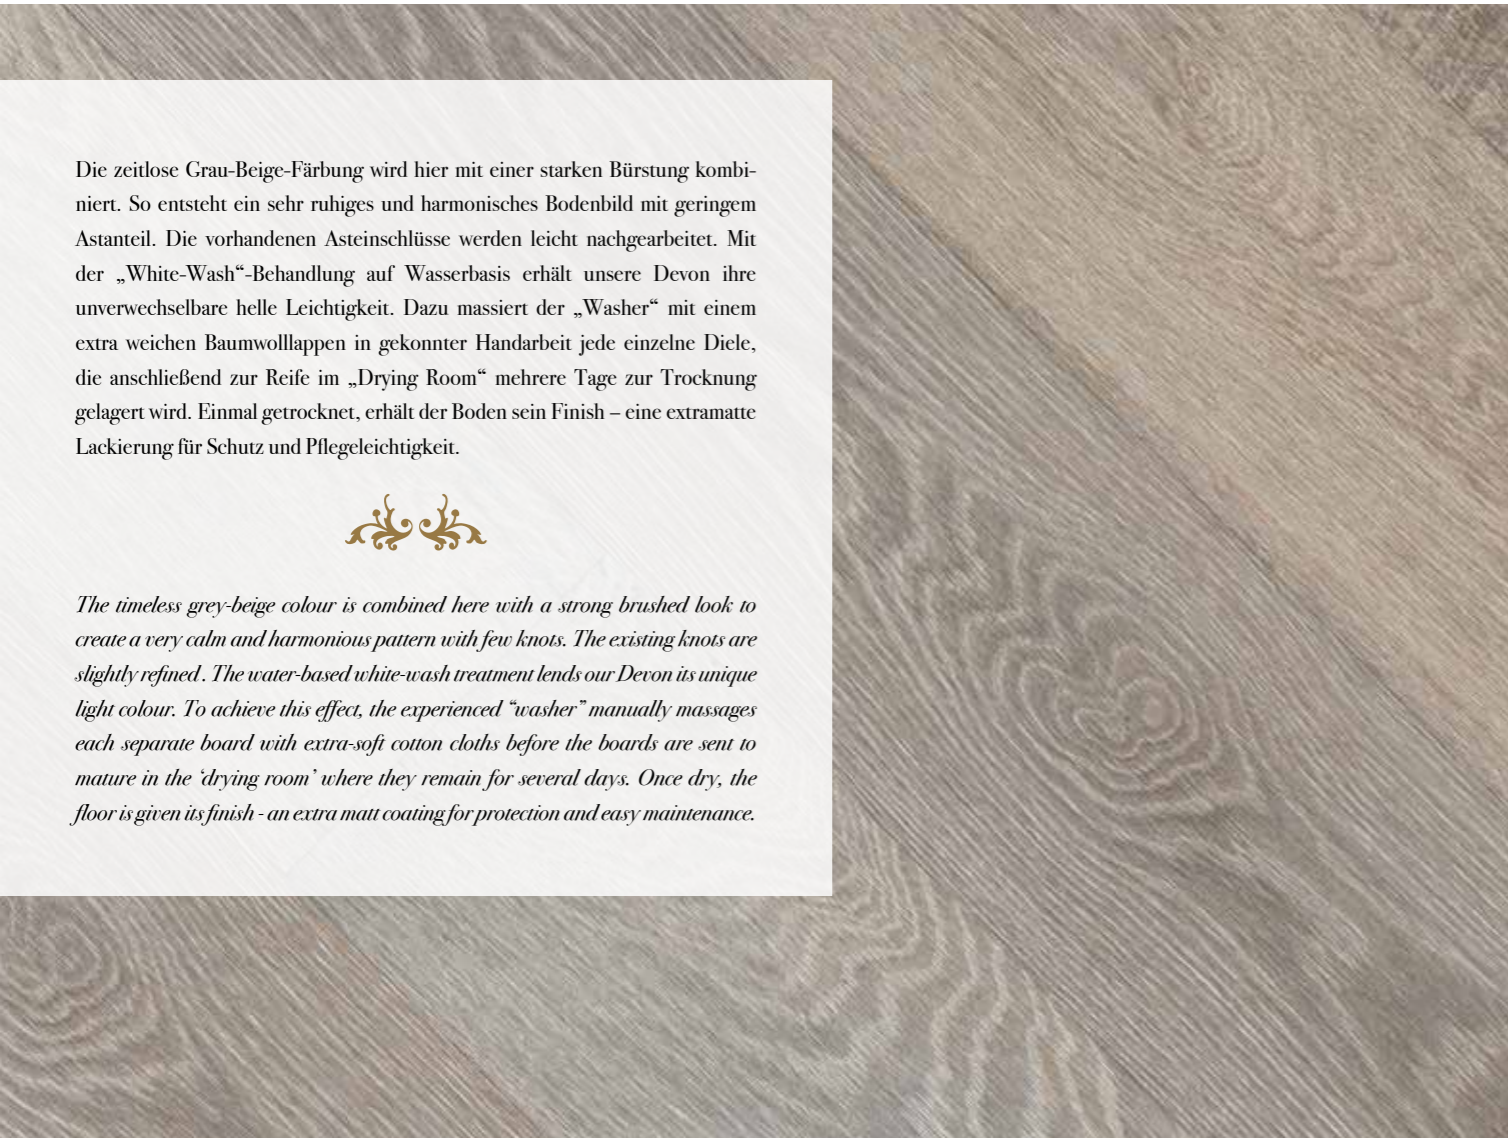 Die zeitlose Grau-Beige-Färbung wird hier mit einer starken Bürstung kombi-
niert. So entsteht ein sehr ruhiges und harmonisches Bodenbild mit geringem
Astanteil. Die vorhandenen Asteinschlüsse werden leicht nachgearbeitet. Mit
der „White-Wash“-Behandlung auf Wasserbasis erhält unsere Devon ihre
unverwechselbare helle Leichtigkeit. Dazu massiert der „Washer“ mit einem
extra weichen Baumwolllappen in gekonnter Handarbeit jede einzelne Diele,
die anschließend zur Reife im „Drying Room“ mehrere Tage zur Trocknung
gelagert wird. Einmal getrocknet, erhält der Boden sein Finish – eine extramatte
Lackierung für Schutz und Pflegeleichtigkeit.
The timeless grey-beige colour is combined here with a strong brushed look to
create a very calm and harmonious pattern with few knots. The existing knots are
slightly refined . The water-based white-wash treatment lends our Devon its unique
light colour. To achieve this effect, the experienced “washer” manually massages
each separate board with extra-soft cotton cloths before the boards are sent to
mature in the ‘drying room’ where they remain for several days. Once dry, the
floor is given its finish - an extra matt coating for protection and easy maintenance.